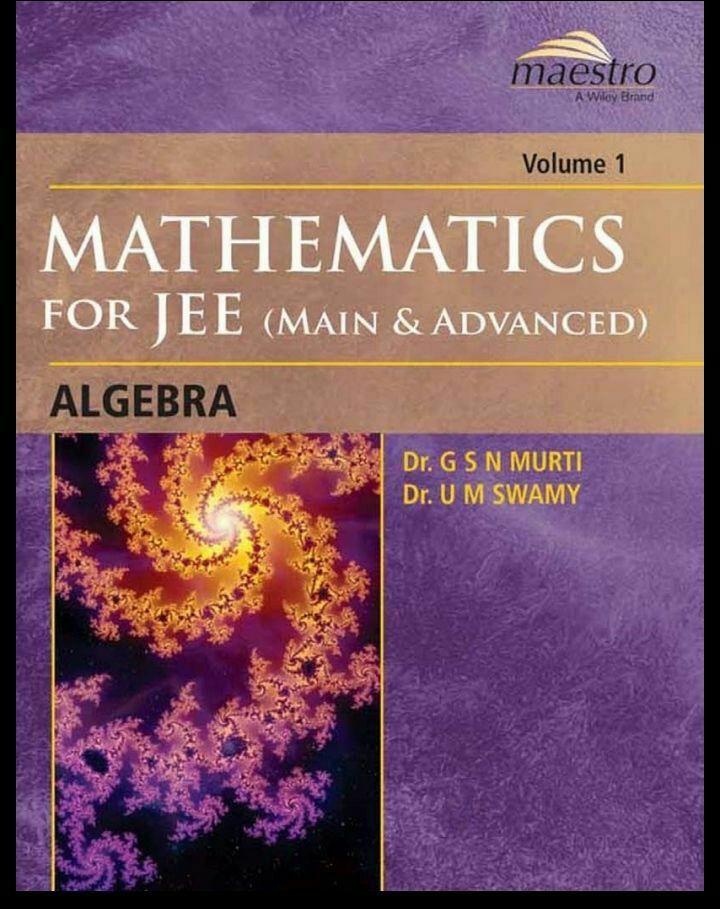 maestro
A Wiley Brand
Volume 1
MATHEMATICS
FOR JEE (MAIN & ADVANCED)
ALGEBRA
Dr. G S N MURTI
Dr. U M SWAMY